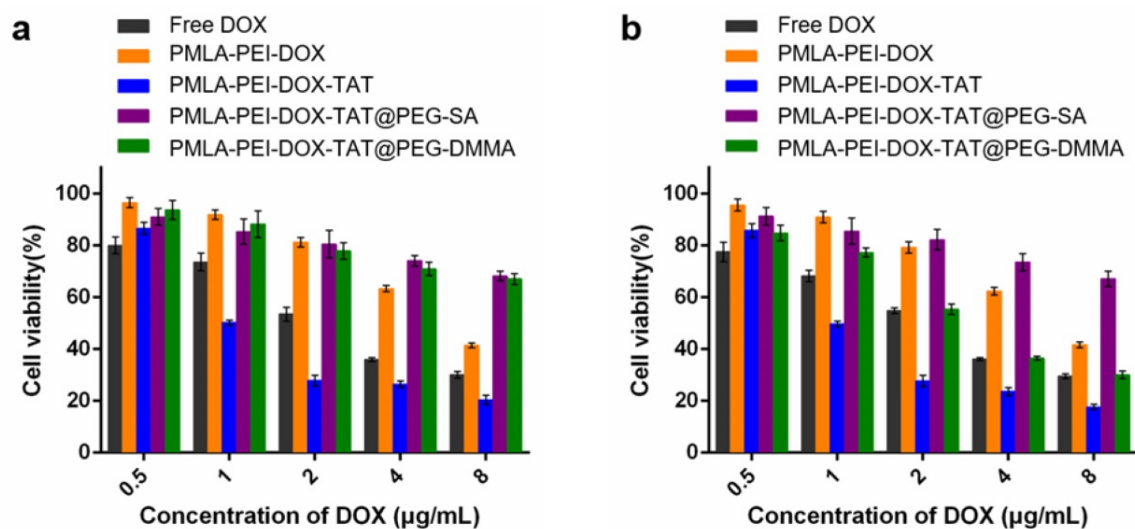 a
Free DOX
PMLA-PEI-DOX
PMLA-PEI-DOX-TAT
PMLA-PEI-DOX-TAT@PEG-SA
PMLA-PEI-DOX-TAT@PEG-DMMA
Cell viability(%)
100
80
60
40
20
0
0.5 1 2 4 8
Concentration of DOX (µg/mL)
b
Free DOX
PMLA-PEI-DOX
PMLA-PEI-DOX-TAT
PMLA-PEI-DOX-TAT@PEG-SA
PMLA-PEI-DOX-TAT@PEG-DMMA
Cell viability(%)
100
80
60
40
20
0
0.5 1 2 4 8
Concentration of DOX (µg/mL)